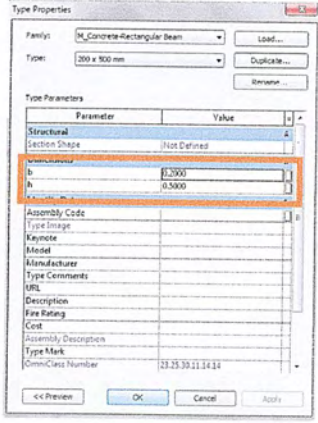 Type Properties
Family: M_Concrete-Rectangular Beam Load...
Type: 200 x 500 mm Duplicate...
Rename...
Type Parameters
Parameter Value
Structural
Section Shape Not Defined
Dimensions
b 0.2000
h 0.5000
Assembly Code
Type Image
Keynote
Model
Manufacturer
Type Comments
URL
Description
Fire Rating
Cost
Assembly Description
Type Mark
OmniClass Number 23.25.30.11.14.14
<< Preview OK Cancel Apply